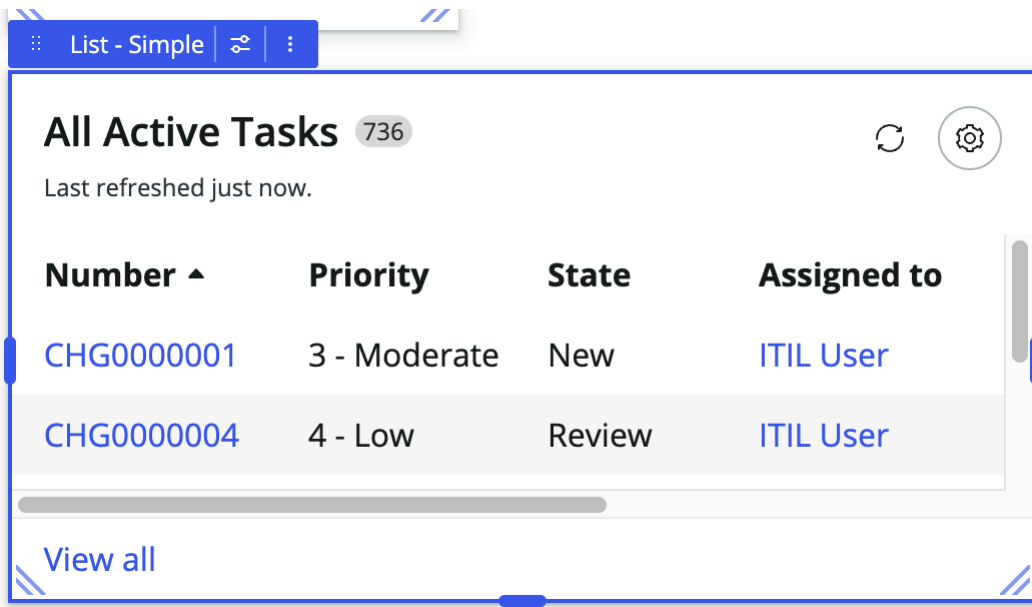 List - Simple
All Active Tasks 736
Last refreshed just now.
Number Priority State Assigned to
CHG0000001 3 - Moderate New ITIL User
CHG0000004 4 - Low Review ITIL User
View all